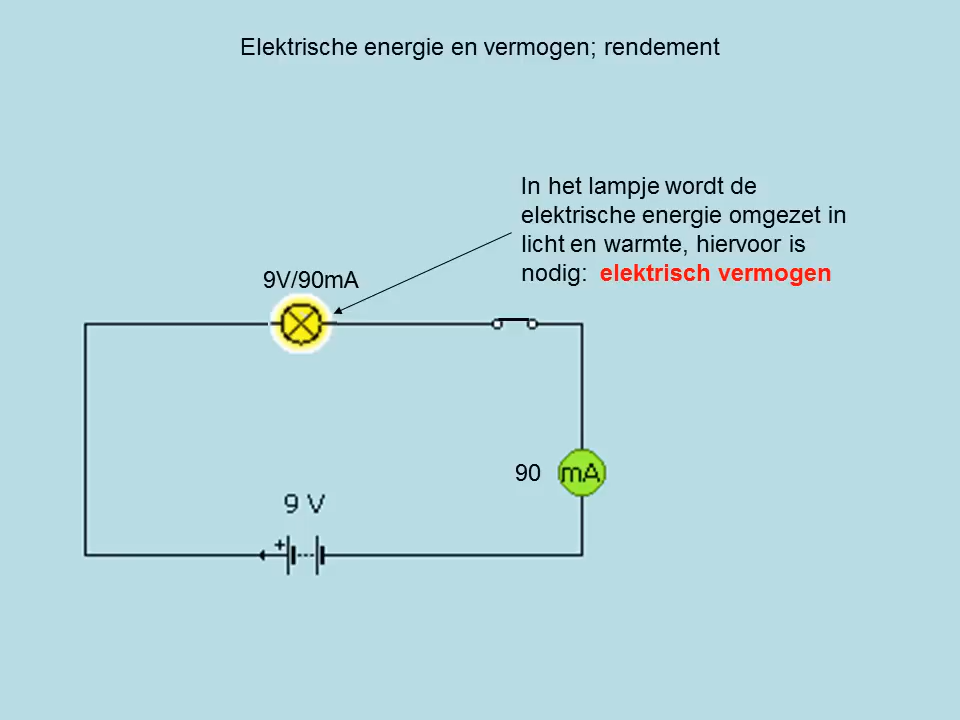 Elektrische energie en vermogen; rendement
In het lampje wordt de
elektrische energie omgezet in
licht en warmte, hiervoor is
nodig: elektrisch vermogen
9V/90mA
90
mA
9 V
+